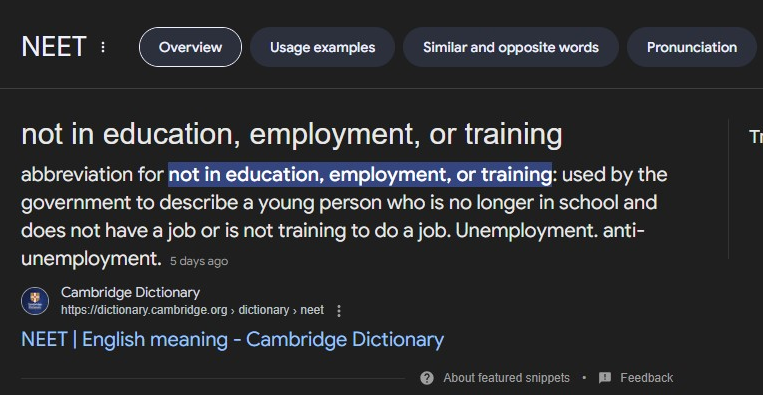 NEET
Overview
Usage examples
Similar and opposite words
Pronunciation
not in education, employment, or training
abbreviation for not in education, employment, or training: used by the
government to describe a young person who is no longer in school and
does not have a job or is not training to do a job. Unemployment. anti-
unemployment. 5 days ago
Cambridge Dictionary
https://dictionary.cambridge.org › dictionary › neet
NEET | English meaning - Cambridge Dictionary
About featured snippets • Feedback
Tr